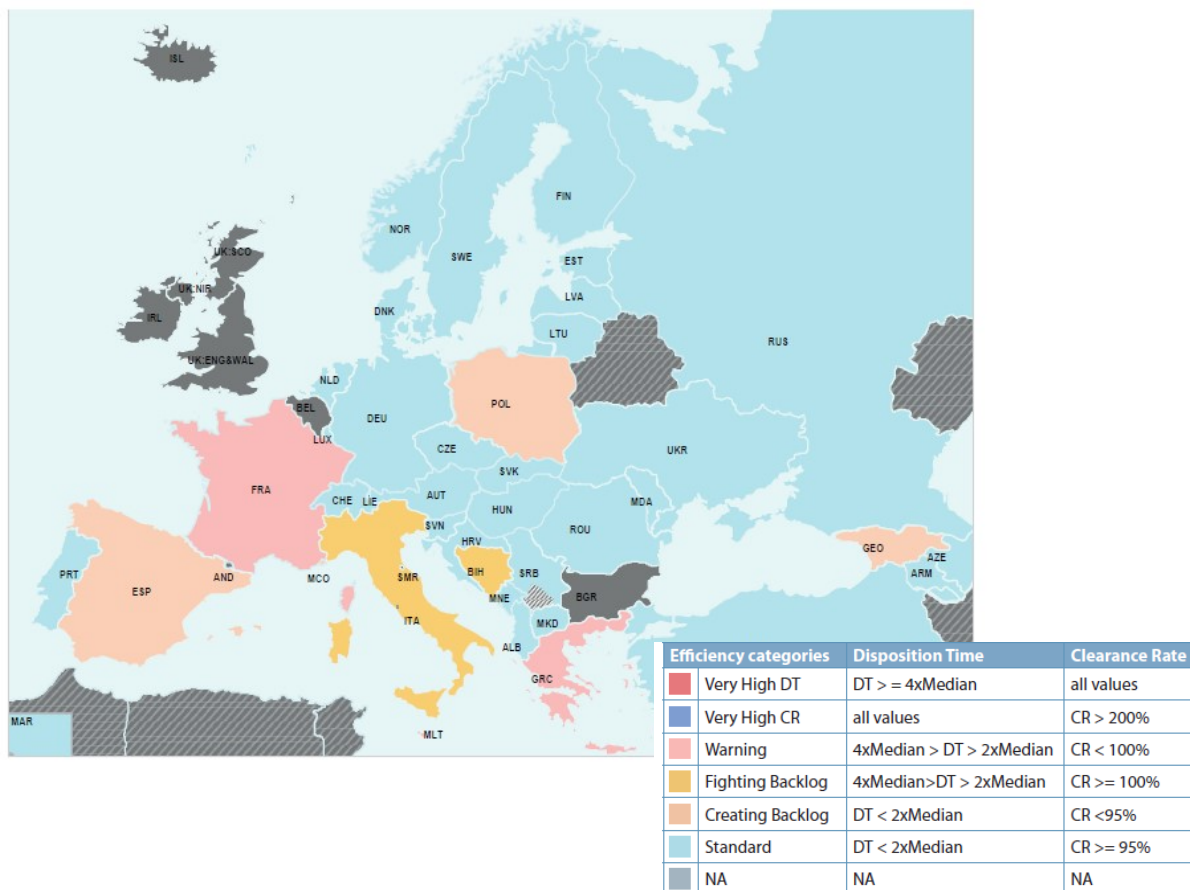 ISL
FIN
NOR
UK:SCO
SWE
EST
UK:NIR
LVA
DNK
IRL
LTU
RUS
UK:ENG&WAL
NLD
POL
BEL
DEU
LUX
CZE
UKR
SVK
FRA
AUT
CHE
LIE
MDA
HUN
SVN
ROU
HRV
GEO
AZE
PRT
AND
MCO
SMR
BIH
SRB
ARM
ESP
MNE
BGR
ITA
MKD
ALB
GRC
MAR
MLT
Efficiency categories Disposition Time Clearance Rate
Very High DT DT > = 4xMedian all values
Very High CR all values CR > 200%
Warning 4xMedian > DT > 2xMedian CR < 100%
Fighting Backlog 4xMedian>DT > 2xMedian CR >= 100%
Creating Backlog DT < 2xMedian CR <95%
Standard DT < 2xMedian CR >= 95%
NA NA NA